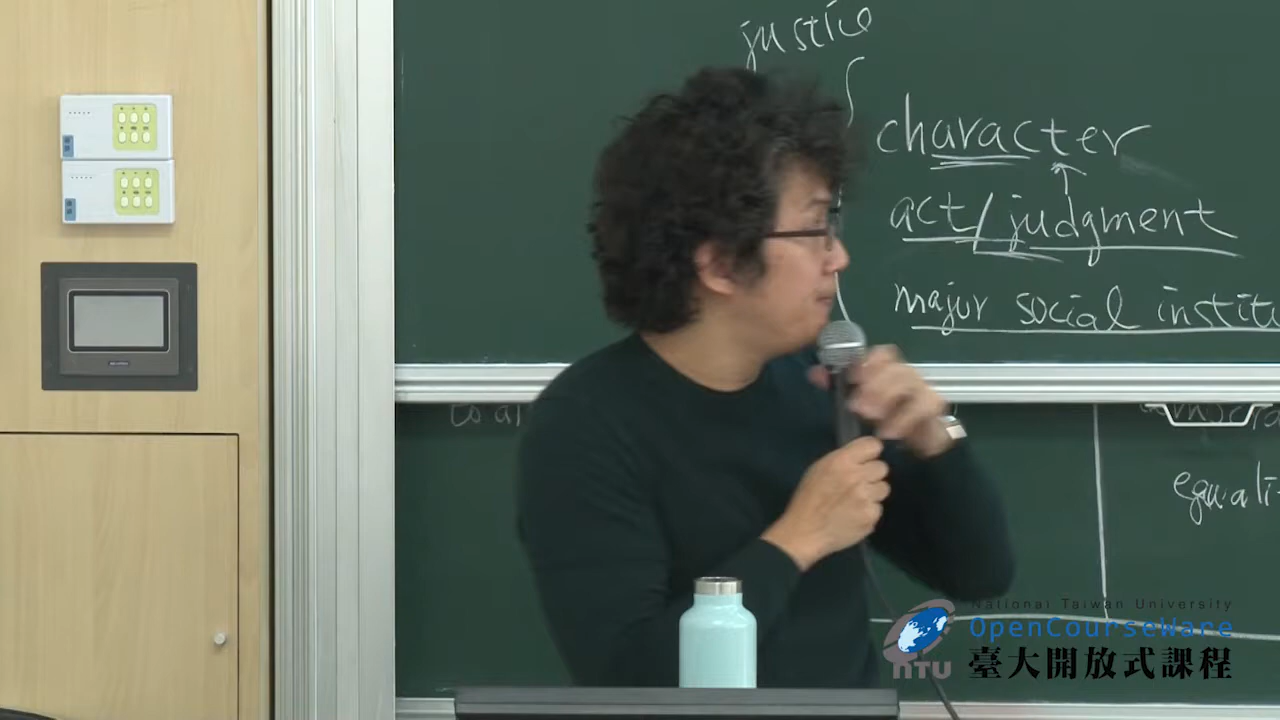 justice
character
act/judgment
major social
equali
National Taiwan University
OpenCourseWare
NTU
臺大開放式課程